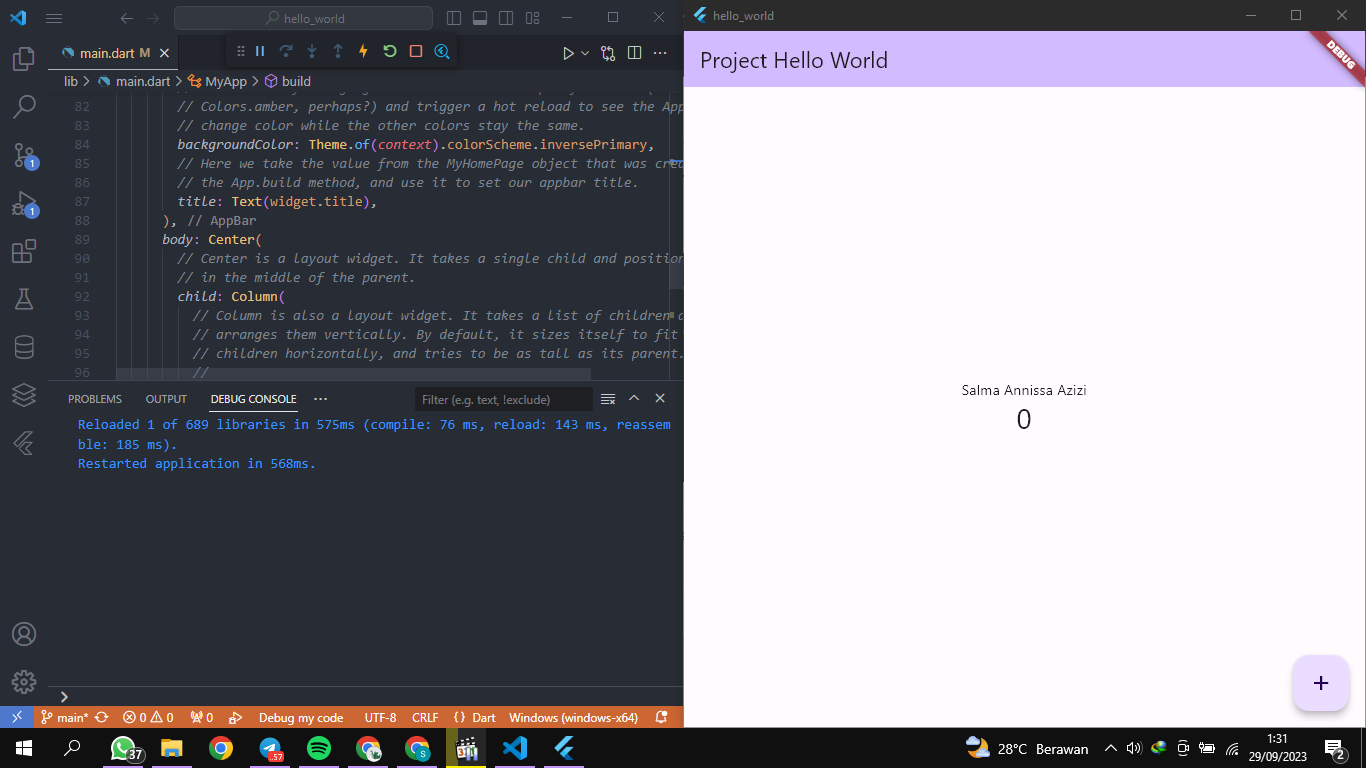 hello_world
main.dart M
lib > main.dart > MyApp > build
82 // Colors.amber, perhaps?) and trigger a hot reload to see the App
83 // change color while the other colors stay the same.
84 backgroundColor: Theme.of(context).colorScheme.inversePrimary,
85 // Here we take the value from the MyHomePage object that was crea
86 // the App.build method, and use it to set our appbar title.
87 title: Text(widget.title),
88 ), // AppBar
89 body: Center(
90 // Center is a layout widget. It takes a single child and position
91 // in the middle of the parent.
92 child: Column(
93 // Column is also a layout widget. It takes a list of children a
94 // arranges them vertically. By default, it sizes itself to fit
95 // children horizontally, and tries to be as tall as its parent.
96 //
PROBLEMS OUTPUT DEBUG CONSOLE Filter (e.g. text, !exclude)
Reloaded 1 of 689 libraries in 575ms (compile: 76 ms, reload: 143 ms, reassem
ble: 185 ms).
Restarted application in 568ms.
1
1
main* 0 0 0 Debug my code UTF-8 CRLF {} Dart Windows (windows-x64)
hello_world
Project Hello World
DEBUG
Salma Annissa Azizi
0
+
37
57
S
28°C Berawan
1:31
29/09/2023
2